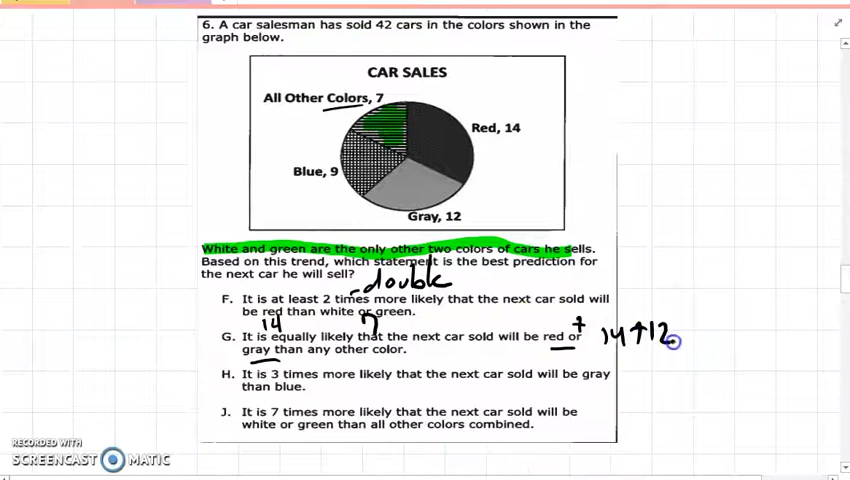 6. A car salesman has sold 42 cars in the colors shown in the
graph below.
CAR SALES
All Other Colors, 7
Red, 14
Blue, 9
Gray, 12
White and green are the only other two colors of cars he sells.
Based on this trend, which statement is the best prediction for
the next car he will sell?
double
F. It is at least 2 times more likely that the next car sold will
be red than white or green.
14 7
G. It is equally likely that the next car sold will be red or
gray than any other color.
+
14 + 12
H. It is 3 times more likely that the next car sold will be gray
than blue.
J. It is 7 times more likely that the next car sold will be
white or green than all other colors combined.
RECORDED WITH
SCREENCAST MATIC